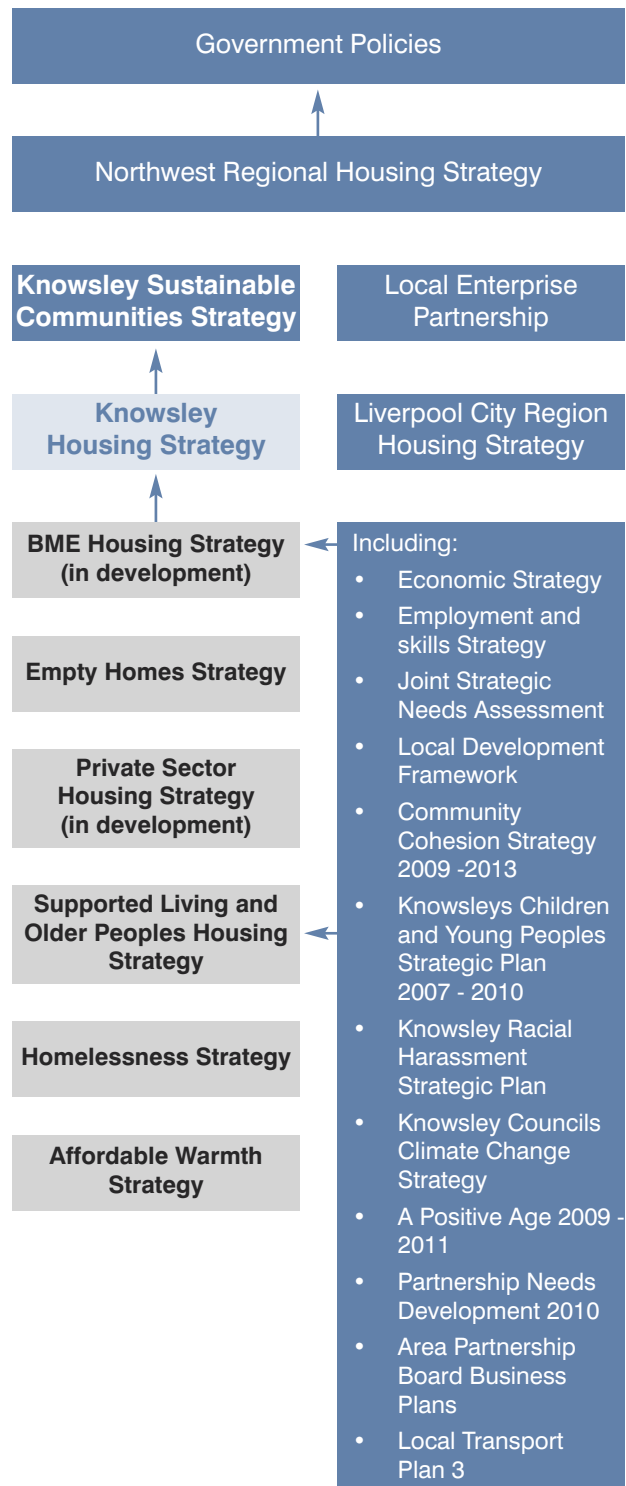 Government Policies
Northwest Regional Housing Strategy
Knowsley Sustainable
Communities Strategy
Local Enterprise
Partnership
Knowsley
Housing Strategy
Liverpool City Region
Housing Strategy
BME Housing Strategy
(in development)
Empty Homes Strategy
Private Sector
Housing Strategy
(in development)
Supported Living and
Older Peoples Housing
Strategy
Homelessness Strategy
Affordable Warmth
Strategy
Including:
• Economic Strategy
• Employment and
skills Strategy
• Joint Strategic
Needs Assessment
• Local Development
Framework
• Community
Cohesion Strategy
2009 -2013
• Knowsleys Children
and Young Peoples
Strategic Plan
2007 - 2010
• Knowsley Racial
Harassment
Strategic Plan
• Knowsley Councils
Climate Change
Strategy
• A Positive Age 2009 -
2011
• Partnership Needs
Development 2010
• Area Partnership
Board Business
Plans
• Local Transport
Plan 3